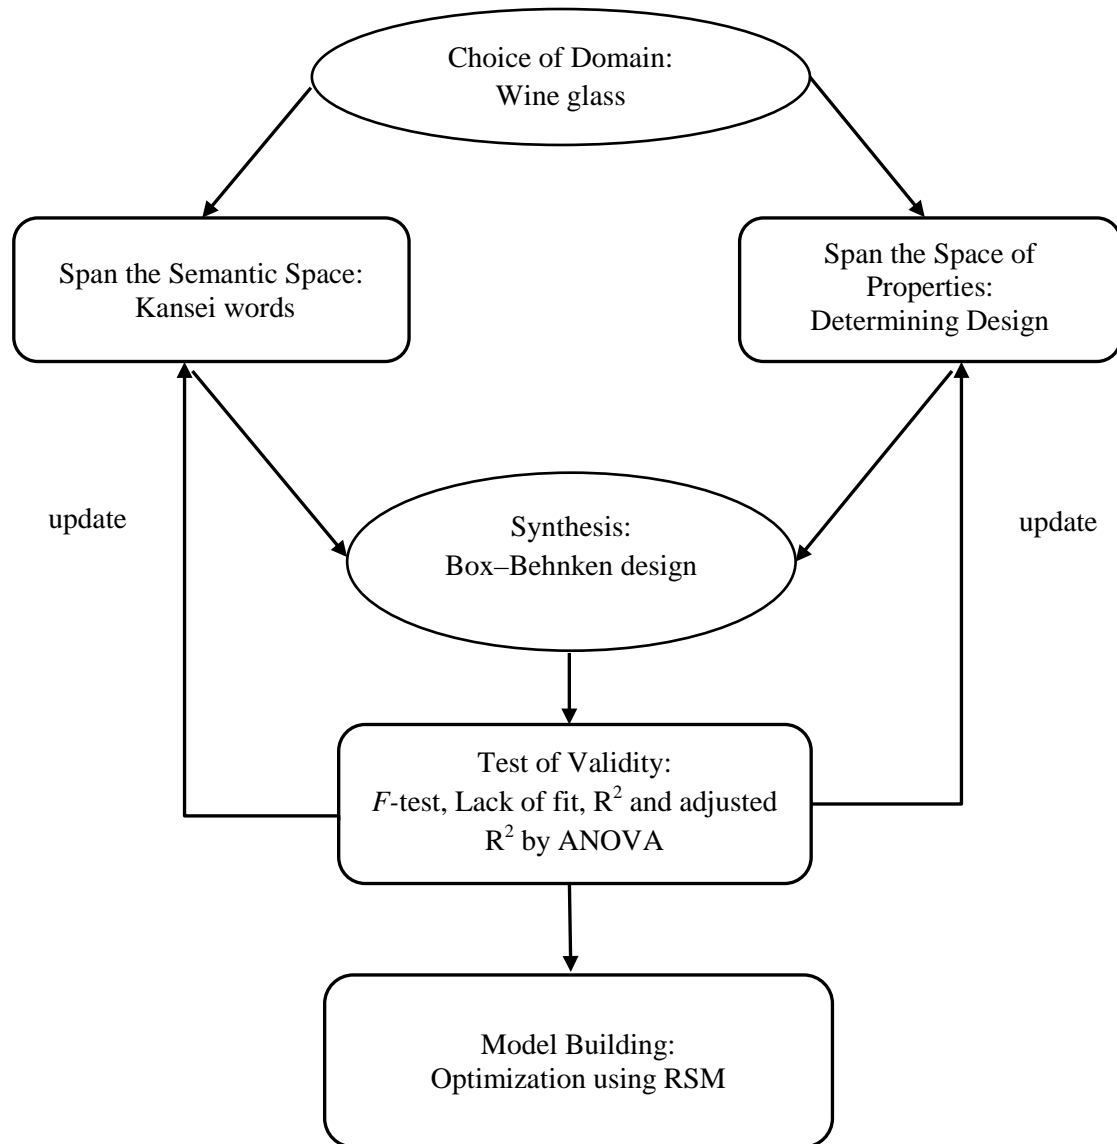 Choice of Domain:
Wine glass
Span the Semantic Space:
Kansei words
Span the Space of
Properties:
Determining Design
update
update
Synthesis:
Box–Behnken design
Test of Validity:
F-test, Lack of fit, R² and adjusted
R² by ANOVA
Model Building:
Optimization using RSM